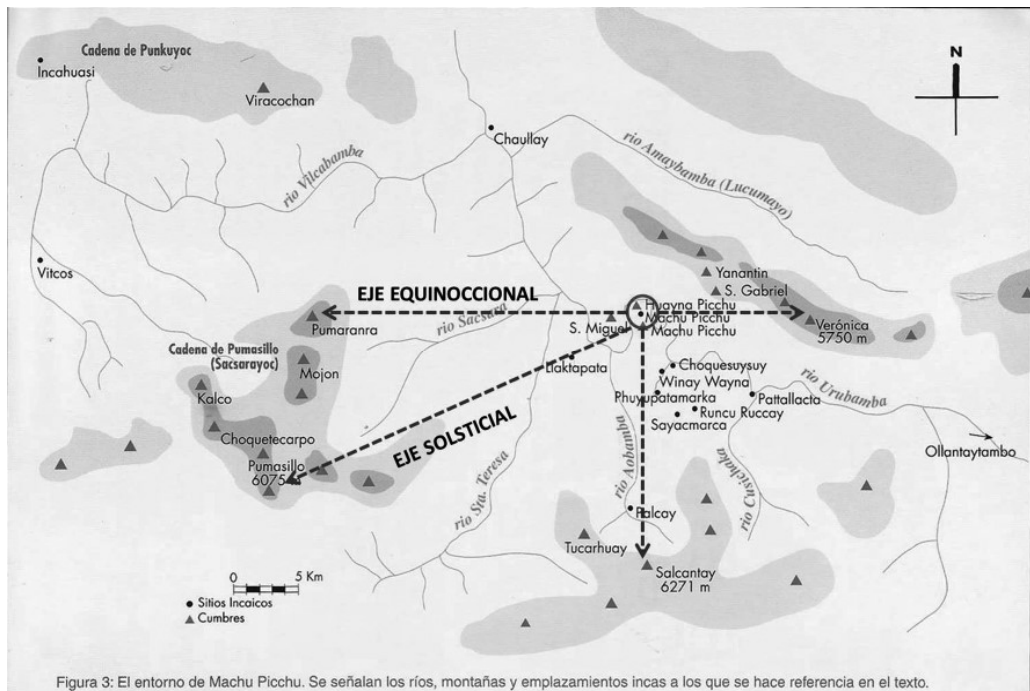 Cadena de Punkuyoc
Incahuasi
Viracochan
N
Chaullay
rio Vilcabamba
rio Amaybamba (Lucumayo)
Vitcos
Yanantin
S. Gabriel
EJE EQUINOCCIONAL
Huayna Picchu
Machu Picchu
Machu Picchu
S. Miguel
rio Sacsara
Pumaranra
Verónica
5750 m
Cadena de Pumasillo
(Sacsarayoc)
Mojon
Kalco
Llaktapata
Choquesuysuy
Winay Wayna
Phuyupatamarka
Pattallacta
Runcu Ruccay
Sayacmarca
rio Urubamba
Choquetecarpo
EJE SOLSTICIAL
Pumasillo
6075
Ollantaytambo
rio Aobamba
rio Cusichaka
rio Sta. Teresa
Palcay
Tucarhuay
Salcantay
6271 m
0 5 Km
Sitios Incaicos
Cumbres
Figura 3: El entorno de Machu Picchu. Se señalan los ríos, montañas y emplazamientos incas a los que se hace referencia en el texto.